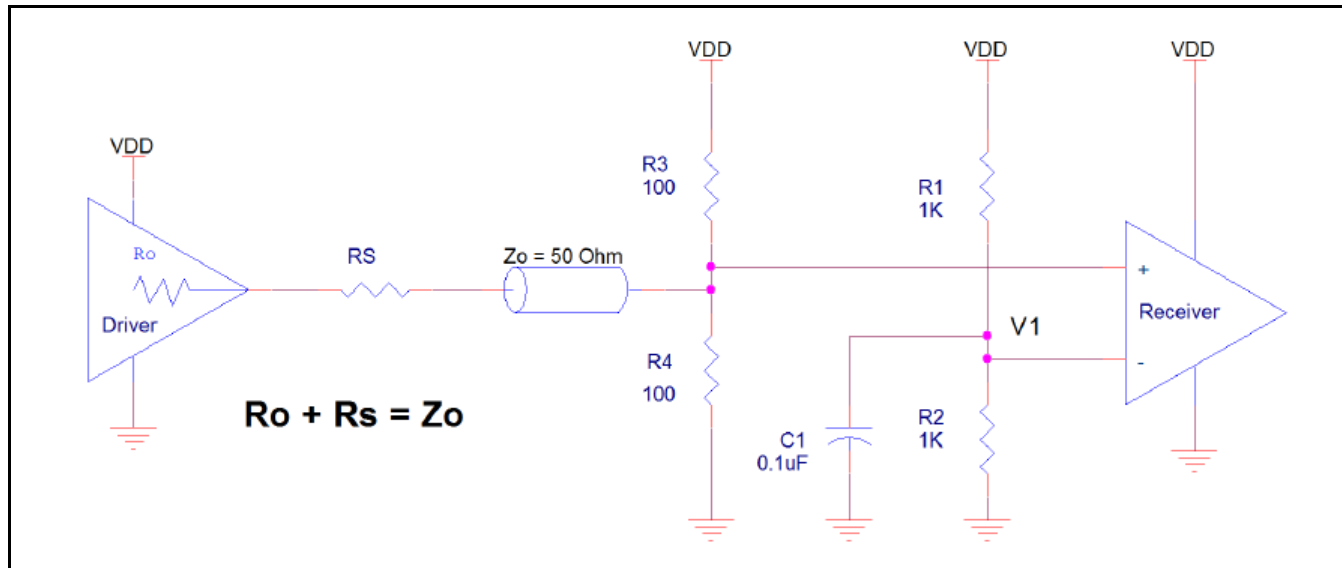 VDD
VDD
VDD
VDD
R3
100
R1
1K
Ro
RS
Zo = 50 Ohm
+
Driver
Receiver
V1
R4
100
-
Ro + Rs = Zo
C1
0.1uF
R2
1K